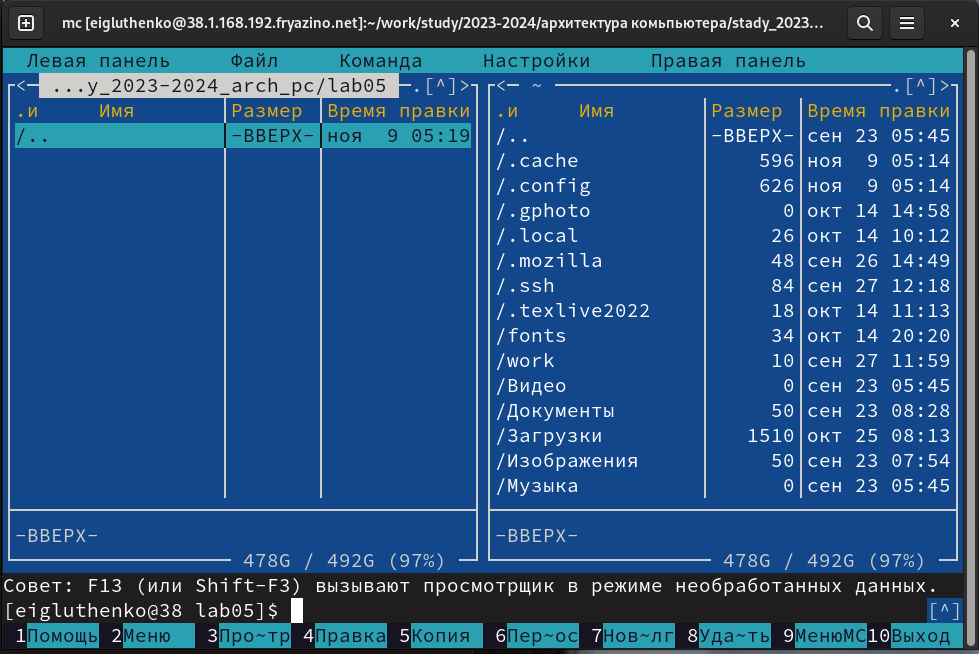 mc [eigluthenko@38.1.168.192.fryazino.net]:~/work/study/2023-2024/архитектура комьпьютера/stady_2023...
Левая панель Файл Команда Настройки Правая панель
<─ ...y_2023-2024_arch_pc/lab05 ─.[^]>
.и Имя Размер Время правки
/.. -ВВЕРХ- ноя 9 05:19
-ВВЕРХ-
478G / 492G (97%)
<─ ~ ─.[^]>
.и Имя Размер Время правки
/.. -ВВЕРХ- сен 23 05:45
/.cache 596 ноя 9 05:14
/.config 626 ноя 9 05:14
/.gphoto 0 окт 14 14:58
/.local 26 окт 14 10:12
/.mozilla 48 сен 26 14:49
/.ssh 84 сен 27 12:18
/.texlive2022 18 окт 14 11:13
/fonts 34 окт 14 20:20
/work 10 сен 27 11:59
/Видео 0 сен 23 05:45
/Документы 50 сен 23 08:28
/Загрузки 1510 окт 25 08:13
/Изображения 50 сен 23 07:54
/Музыка 0 сен 23 05:45
-ВВЕРХ-
478G / 492G (97%)
Совет: F13 (или Shift-F3) вызывают просмотрщик в режиме необработанных данных.
[eigluthenko@38 lab05]$ [^]
1Помощь 2Меню 3Про~тр 4Правка 5Копия 6Пер~ос 7Нов~лг 8Уда~ть 9МенюМС 10Выход